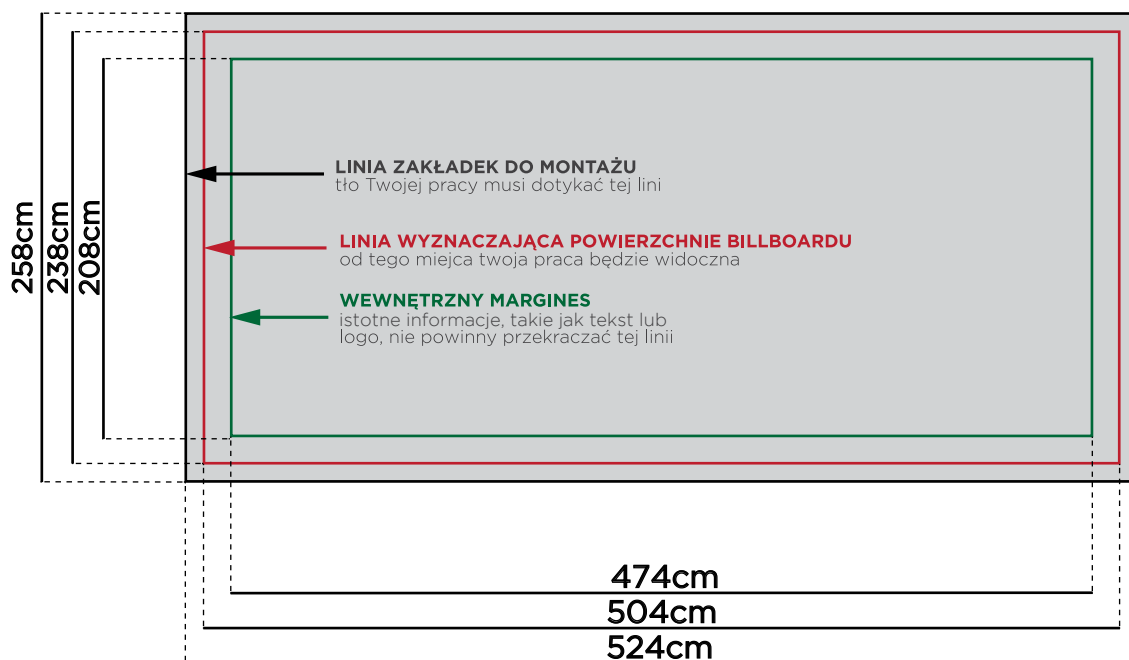 LINIA ZAKŁADEK DO MONTAŻU
tło Twojej pracy musi dotykać tej lini
LINIA WYZNACZAJĄCA POWIERZCHNIE BILLBOARDU
od tego miejca twoja praca będzie widoczna
WEWNĘTRZNY MARGINES
istotne informacje, takie jak tekst lub
logo, nie powinny przekraczać tej linii
258cm
238cm
208cm
474cm
504cm
524cm